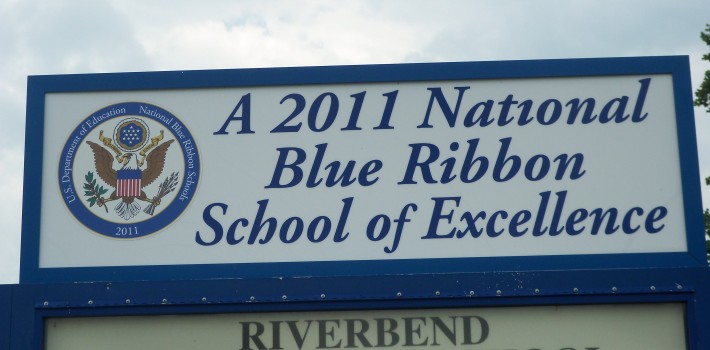 U.S. Department of Education National Blue Ribbon Schools
2011
A 2011 National
Blue Ribbon
School of Excellence
RIVERBEND